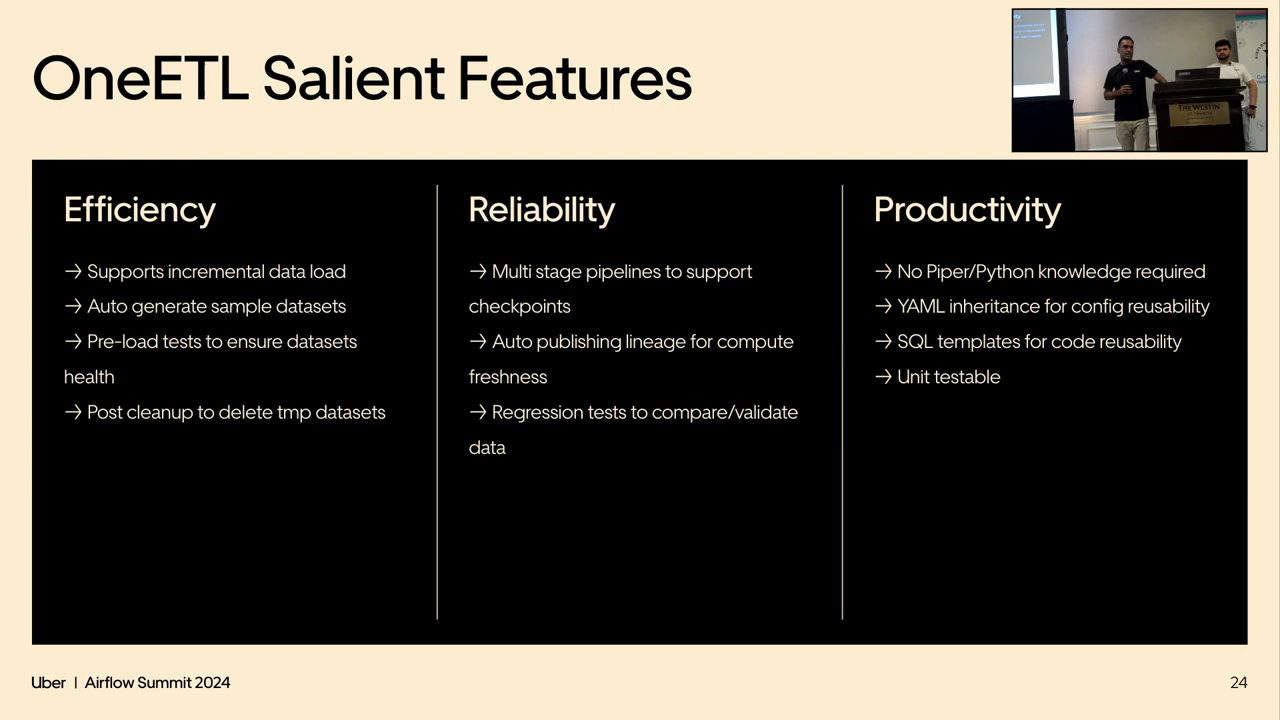 OneETL Salient Features
THE WESTIN
Efficiency
→ Supports incremental data load
→ Auto generate sample datasets
→ Pre-load tests to ensure datasets
health
→ Post cleanup to delete tmp datasets
Reliability
→ Multi stage pipelines to support
checkpoints
→ Auto publishing lineage for compute
freshness
→ Regression tests to compare/validate
data
Productivity
→ No Piper/Python knowledge required
→ YAML inheritance for config reusability
→ SQL templates for code reusability
→ Unit testable
Uber | Airflow Summit 2024
24